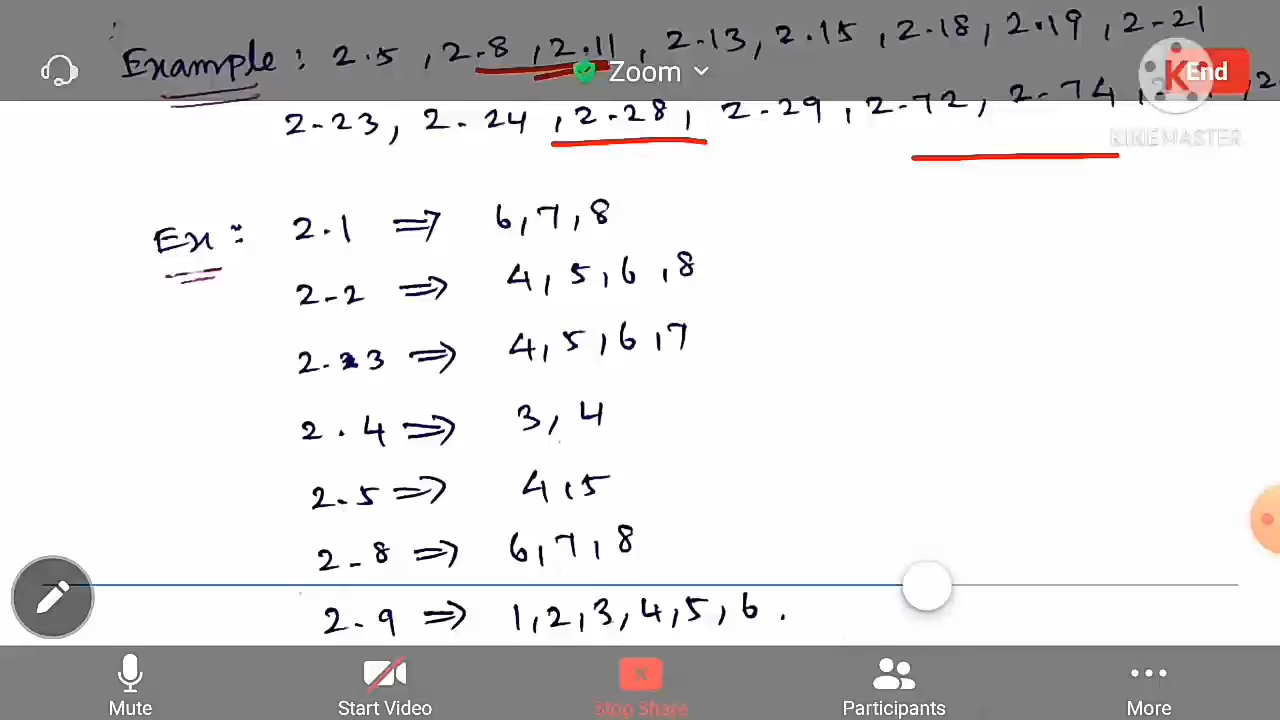 Example : 2.5 , 2-8 , 2.11 , 2.13 , 2.15 , 2.18 , 2.19 , 2-21
Zoom
End
2-23 , 2-24 , 2-28 , 2-29 , 2-72 , 2-74 ,
KINEMASTER
Ex : 2.1 ⇒ 6, 7, 8
2-2 ⇒ 4, 5, 6, 8
2-3 ⇒ 4, 5, 6, 7
2.4 ⇒ 3, 4
2-5 ⇒ 4, 5
2-8 ⇒ 6, 7, 8
2-9 ⇒ 1, 2, 3, 4, 5, 6 .
Mute Start Video Stop Share Participants More